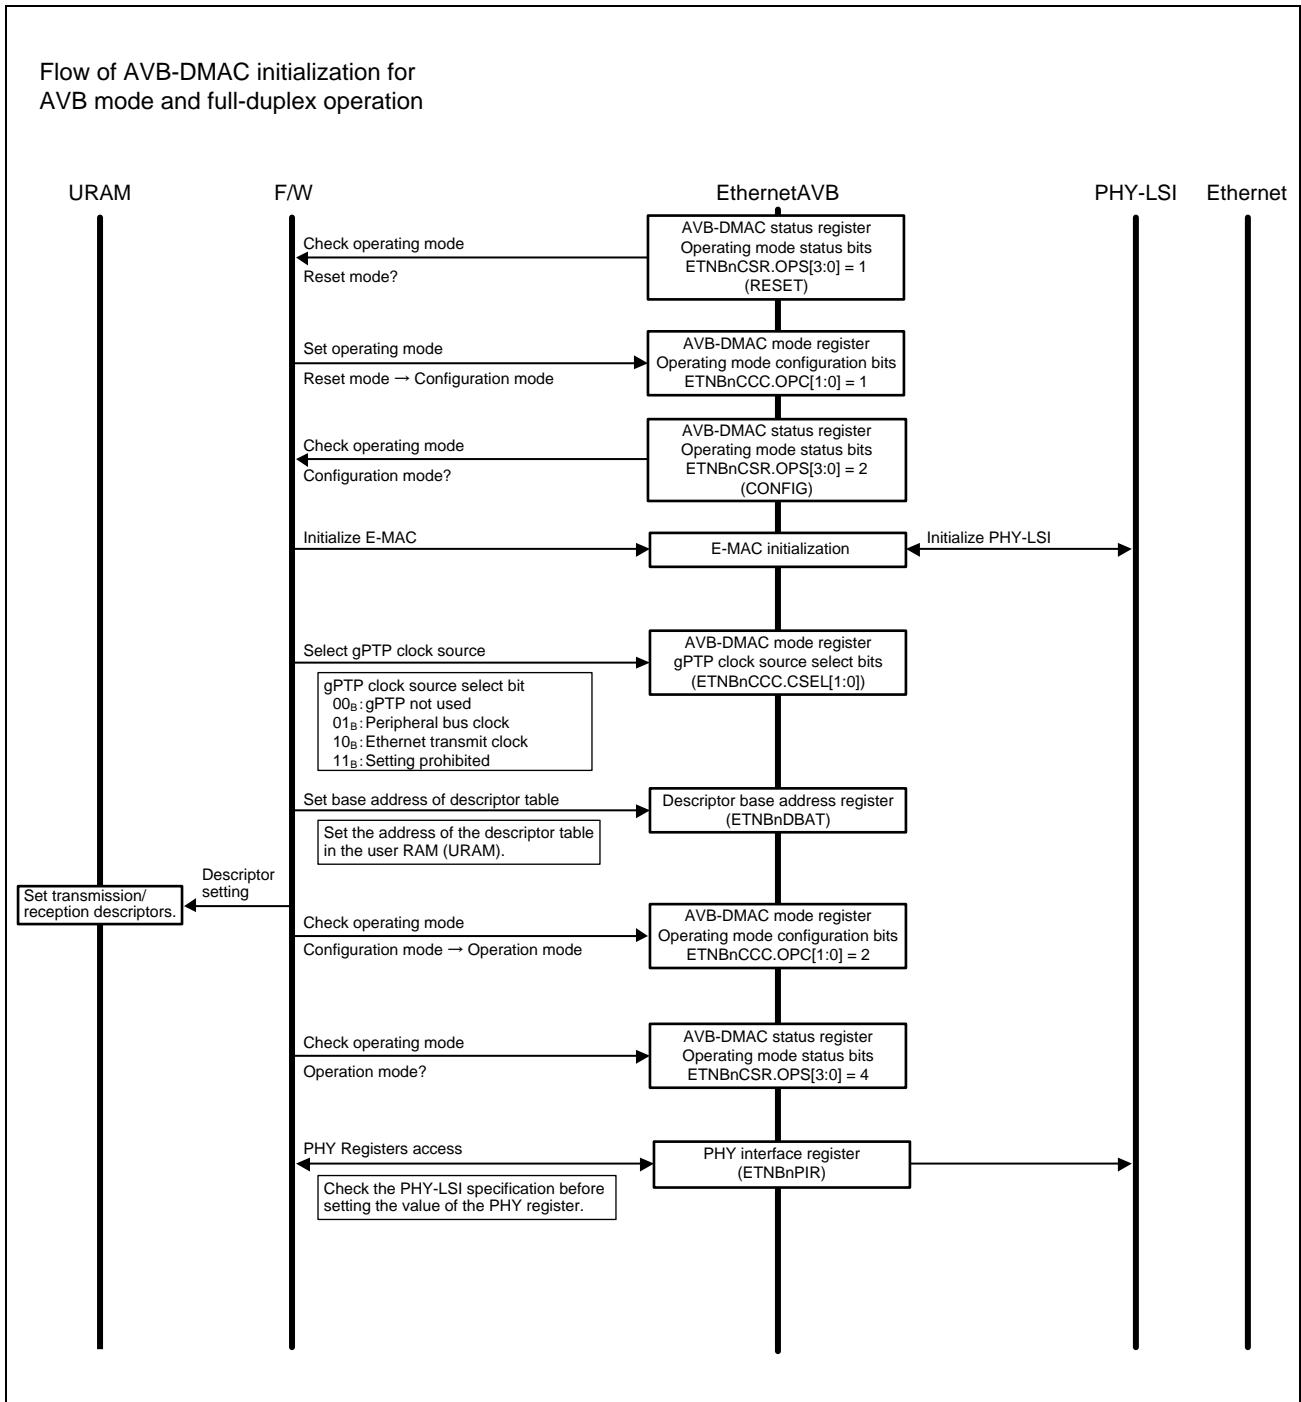 Flow of AVB-DMAC initialization for
AVB mode and full-duplex operation
URAM
F/W
EthernetAVB
PHY-LSI
Ethernet
Check operating mode
Reset mode?
AVB-DMAC status register
Operating mode status bits
ETNBnCSR.OPS[3:0] = 1
(RESET)
Set operating mode
Reset mode → Configuration mode
AVB-DMAC mode register
Operating mode configuration bits
ETNBnCCC.OPC[1:0] = 1
Check operating mode
Configuration mode?
AVB-DMAC status register
Operating mode status bits
ETNBnCSR.OPS[3:0] = 2
(CONFIG)
Initialize E-MAC
E-MAC initialization
Initialize PHY-LSI
Select gPTP clock source
AVB-DMAC mode register
gPTP clock source select bits
(ETNBnCCC.CSEL[1:0])
gPTP clock source select bit
00B: gPTP not used
01B: Peripheral bus clock
10B: Ethernet transmit clock
11B: Setting prohibited
Set base address of descriptor table
Descriptor base address register
(ETNBnDBAT)
Set the address of the descriptor table
in the user RAM (URAM).
Descriptor
setting
Set transmission/
reception descriptors.
Check operating mode
Configuration mode → Operation mode
AVB-DMAC mode register
Operating mode configuration bits
ETNBnCCC.OPC[1:0] = 2
Check operating mode
Operation mode?
AVB-DMAC status register
Operating mode status bits
ETNBnCSR.OPS[3:0] = 4
PHY Registers access
PHY interface register
(ETNBnPIR)
Check the PHY-LSI specification before
setting the value of the PHY register.